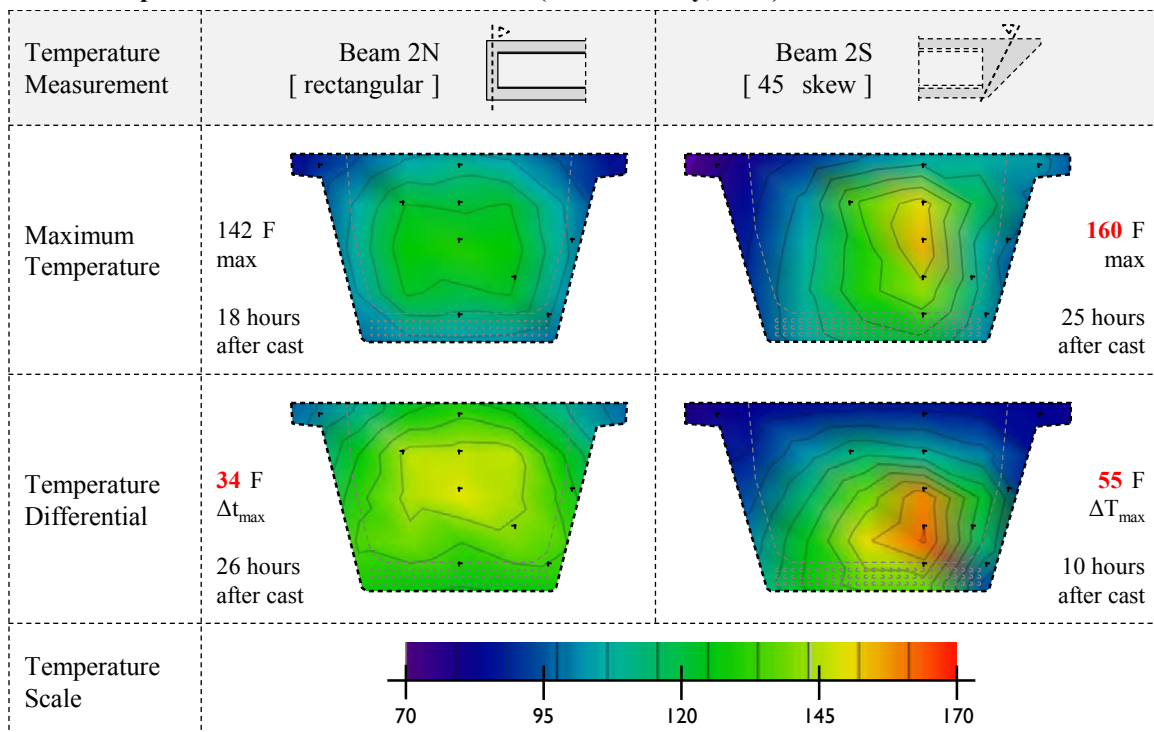 Temperature Measurement
Beam 2N
[ rectangular ]
Beam 2S
[ 45 skew ]
Maximum Temperature
142 F
max
18 hours
after cast
160 F
max
25 hours
after cast
Temperature Differential
34 F
Δtmax
26 hours
after cast
55 F
ΔTmax
10 hours
after cast
Temperature Scale
70 95 120 145 170